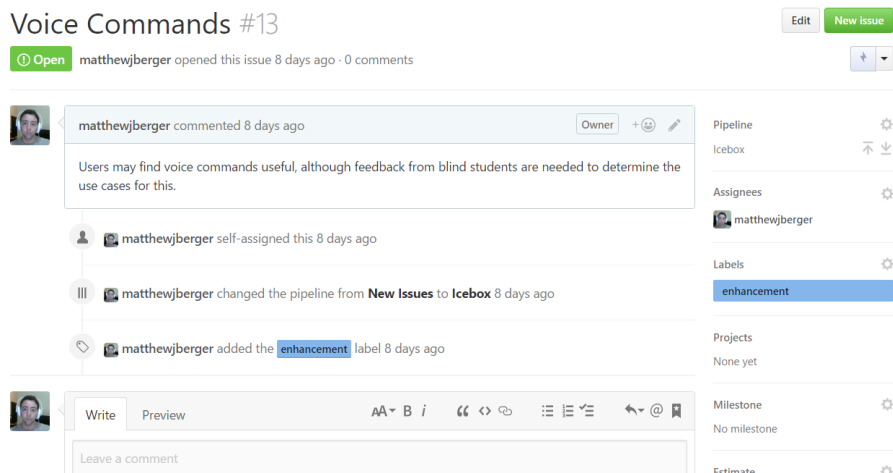 Voice Commands #13
Edit
New issue
Open
matthewjberger opened this issue 8 days ago · 0 comments
matthewjberger commented 8 days ago
Owner
Users may find voice commands useful, although feedback from blind students are needed to determine the
use cases for this.
matthewjberger self-assigned this 8 days ago
matthewjberger changed the pipeline from New Issues to Icebox 8 days ago
matthewjberger added the enhancement label 8 days ago
Write
Preview
AA B i
Leave a comment
Pipeline
Icebox
Assignees
matthewjberger
Labels
enhancement
Projects
None yet
Milestone
No milestone
Estimate